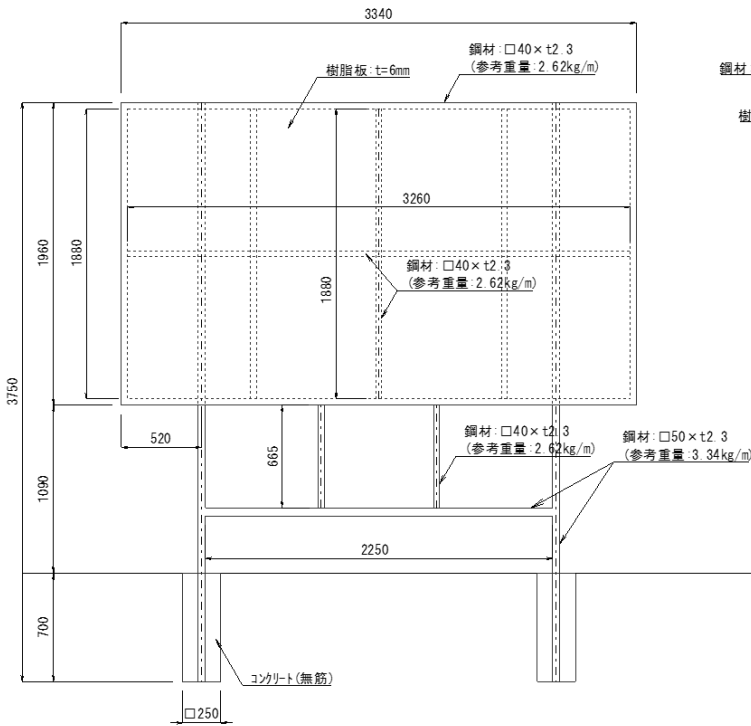 3340
鋼材:□40×t2.3
(参考重量:2.62kg/m)
樹脂板:t=6mm
鋼材
樹
3260
1960
1880
鋼材:□40×t2.3
(参考重量:2.62kg/m)
1880
3750
520
665
鋼材:□40×t2.3
(参考重量:2.62kg/m)
鋼材:□50×t2.3
(参考重量:3.34kg/m)
1090
2250
700
コンクリート(無筋)
□250